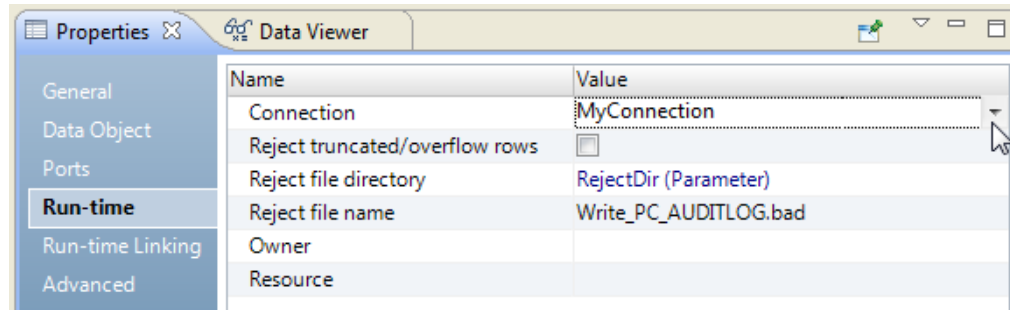 Properties Data Viewer
General
Data Object
Ports
Run-time
Run-time Linking
Advanced
Name Value
Connection MyConnection
Reject truncated/overflow rows
Reject file directory RejectDir (Parameter)
Reject file name Write_PC_AUDITLOG.bad
Owner
Resource